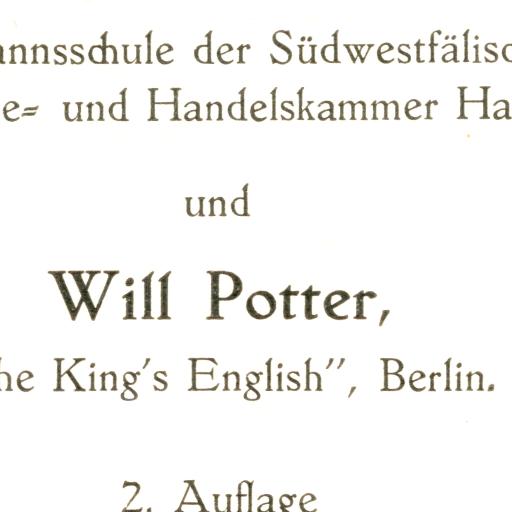 annsschule der Südwestfälisc
e= und Handelskammer Ha
und
Will Potter,
he King's English", Berlin.
2. Auflage